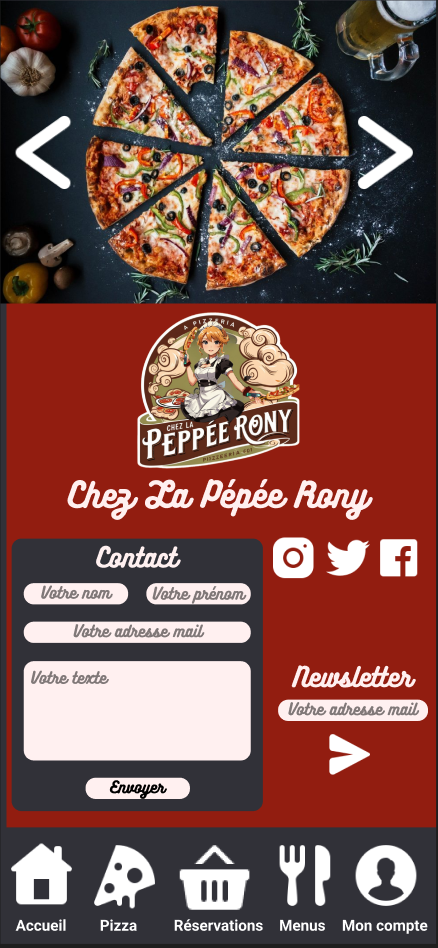 A PIZZERIA
CHEZ LA
PEPPÉE RONY
Chez La Pépée Rony
Contact
Votre nom
Votre prénom
Votre adresse mail
Votre texte
Envoyer
Newsletter
Votre adresse mail
Accueil
Pizza
Réservations
Menus
Mon compte